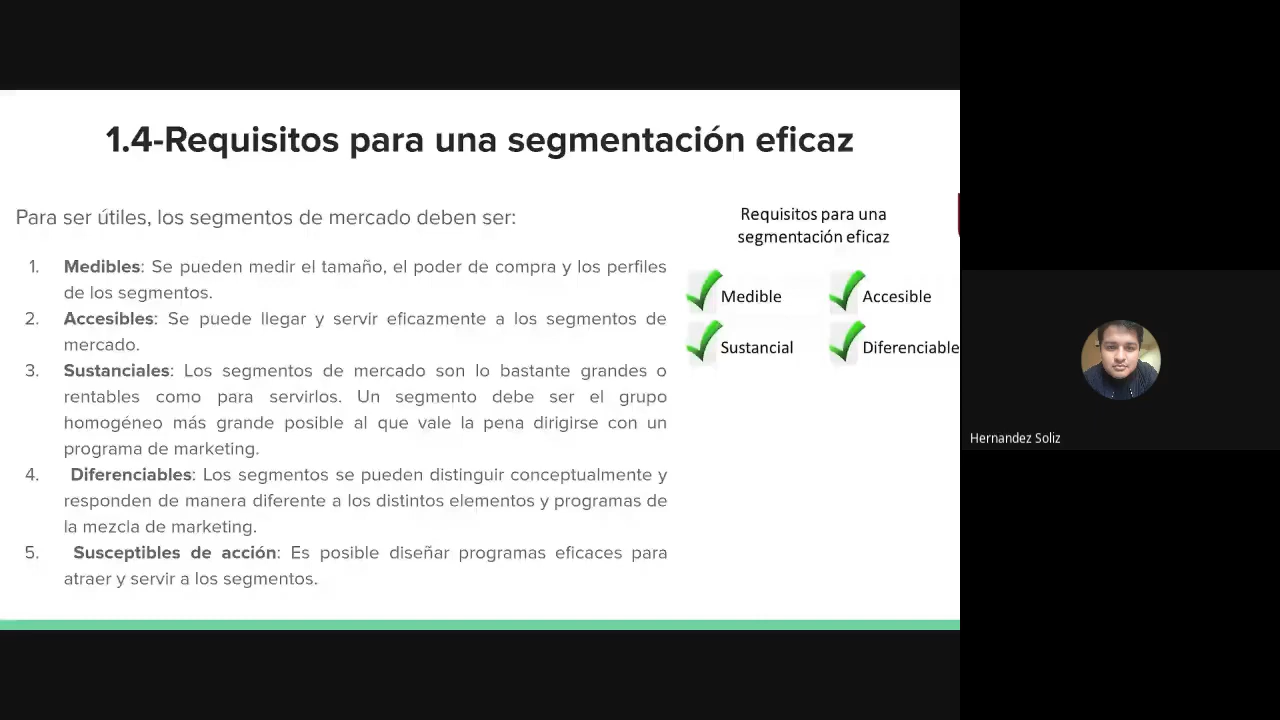 1.4-Requisitos para una segmentación eficaz
Para ser útiles, los segmentos de mercado deben ser:
1. Medibles: Se pueden medir el tamaño, el poder de compra y los perfiles
de los segmentos.
2. Accesibles: Se puede llegar y servir eficazmente a los segmentos de
mercado.
3. Sustanciales: Los segmentos de mercado son lo bastante grandes o
rentables como para servirlos. Un segmento debe ser el grupo
homogéneo más grande posible al que vale la pena dirigirse con un
programa de marketing.
4. Diferenciables: Los segmentos se pueden distinguir conceptualmente y
responden de manera diferente a los distintos elementos y programas de
la mezcla de marketing.
5. Susceptibles de acción: Es posible diseñar programas eficaces para
atraer y servir a los segmentos.
Requisitos para una
segmentación eficaz
Medible Accesible
Sustancial Diferenciable
Hernandez Soliz